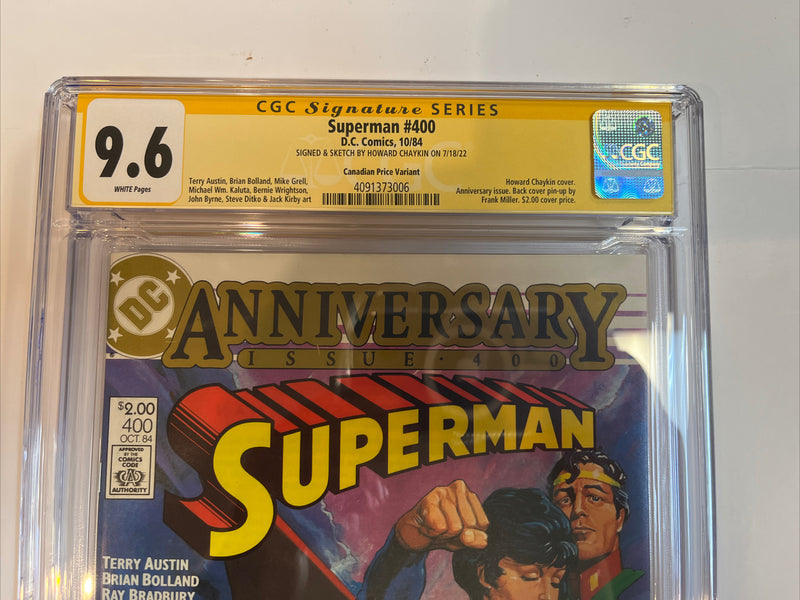 CGC Signature SERIES
9.6
WHITE Pages
Superman #400
D.C. Comics, 10/84
SIGNED & SKETCH BY HOWARD CHAYKIN ON 7/18/22
Canadian Price Variant
4091373006
Terry Austin, Brian Bolland, Mike Grell,
Michael Wm. Kaluta, Bernie Wrightson,
John Byrne, Steve Ditko & Jack Kirby art
Howard Chaykin cover.
Anniversary issue. Back cover pin-up by
Frank Miller. $2.00 cover price.
CGC
DC
ANNIVERSARY
ISSUE·400
$2.00
400
OCT. 84
APPROVED
BY THE
COMICS
CODE
AUTHORITY
SUPERMAN
TERRY AUSTIN
BRIAN BOLLAND
RAY BRADBURY